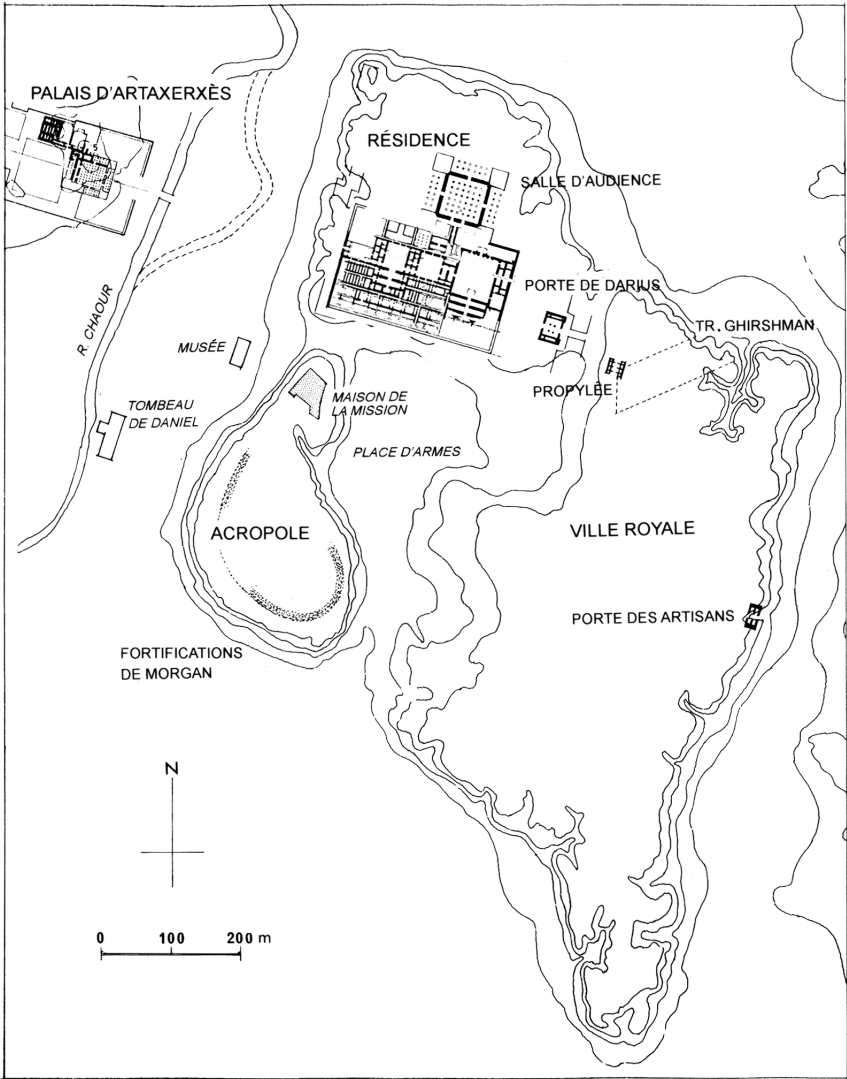 PALAIS D'ARTAXERXÈS
RÉSIDENCE
SALLE D'AUDIENCE
PORTE DE DARIUS
TR. GHIRSHMAN
R. CHAOUR
MUSÉE
PROPYLÉE
MAISON DE
LA MISSION
TOMBEAU
DE DANIEL
PLACE D'ARMES
ACROPOLE
VILLE ROYALE
PORTE DES ARTISANS
FORTIFICATIONS
DE MORGAN
N
0 100 200 m